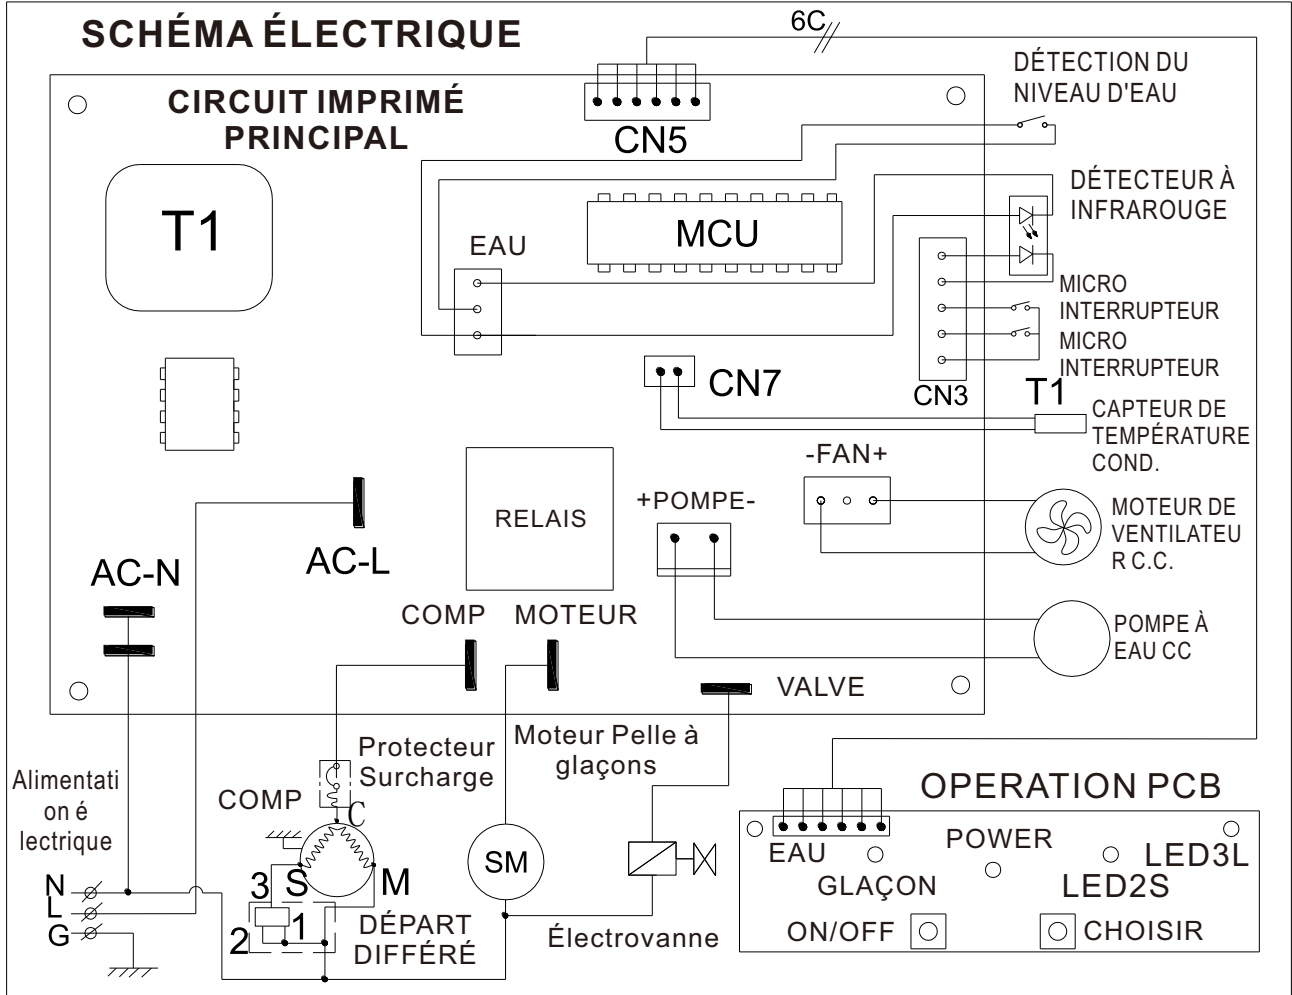 SCHÉMA ÉLECTRIQUE
6C
DÉTECTION DU
NIVEAU D'EAU
CIRCUIT IMPRIMÉ
PRINCIPAL
CN5
T1
MCU
DÉTECTEUR À
INFRAROUGE
EAU
MICRO
INTERRUPTEUR
MICRO
INTERRUPTEUR
CN7
CN3
T1
CAPTEUR DE
TEMPÉRATURE
COND.
-FAN+
RELAIS
+POMPE-
MOTEUR DE
VENTILATEU
R C.C.
AC-L
AC-N
COMP
MOTEUR
POMPE À
EAU CC
VALVE
Protecteur
Surcharge
Moteur Pelle à
glaçons
Alimentati
on é
lectrique
COMP
C
OPERATION PCB
SM
S
M
3
1
2
DÉPART
DIFFÉRÉ
N
L
G
Électrovanne
EAU
POWER
LED3L
GLAÇON
LED2S
ON/OFF
CHOISIR